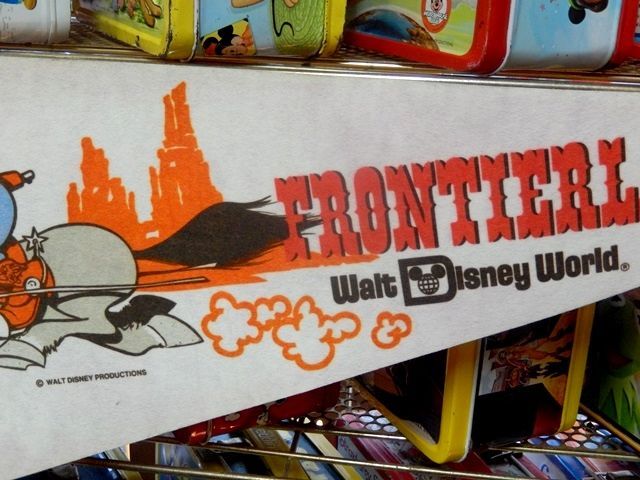 FRONTIERL
Walt Disney World®
© WALT DISNEY PRODUCTIONS